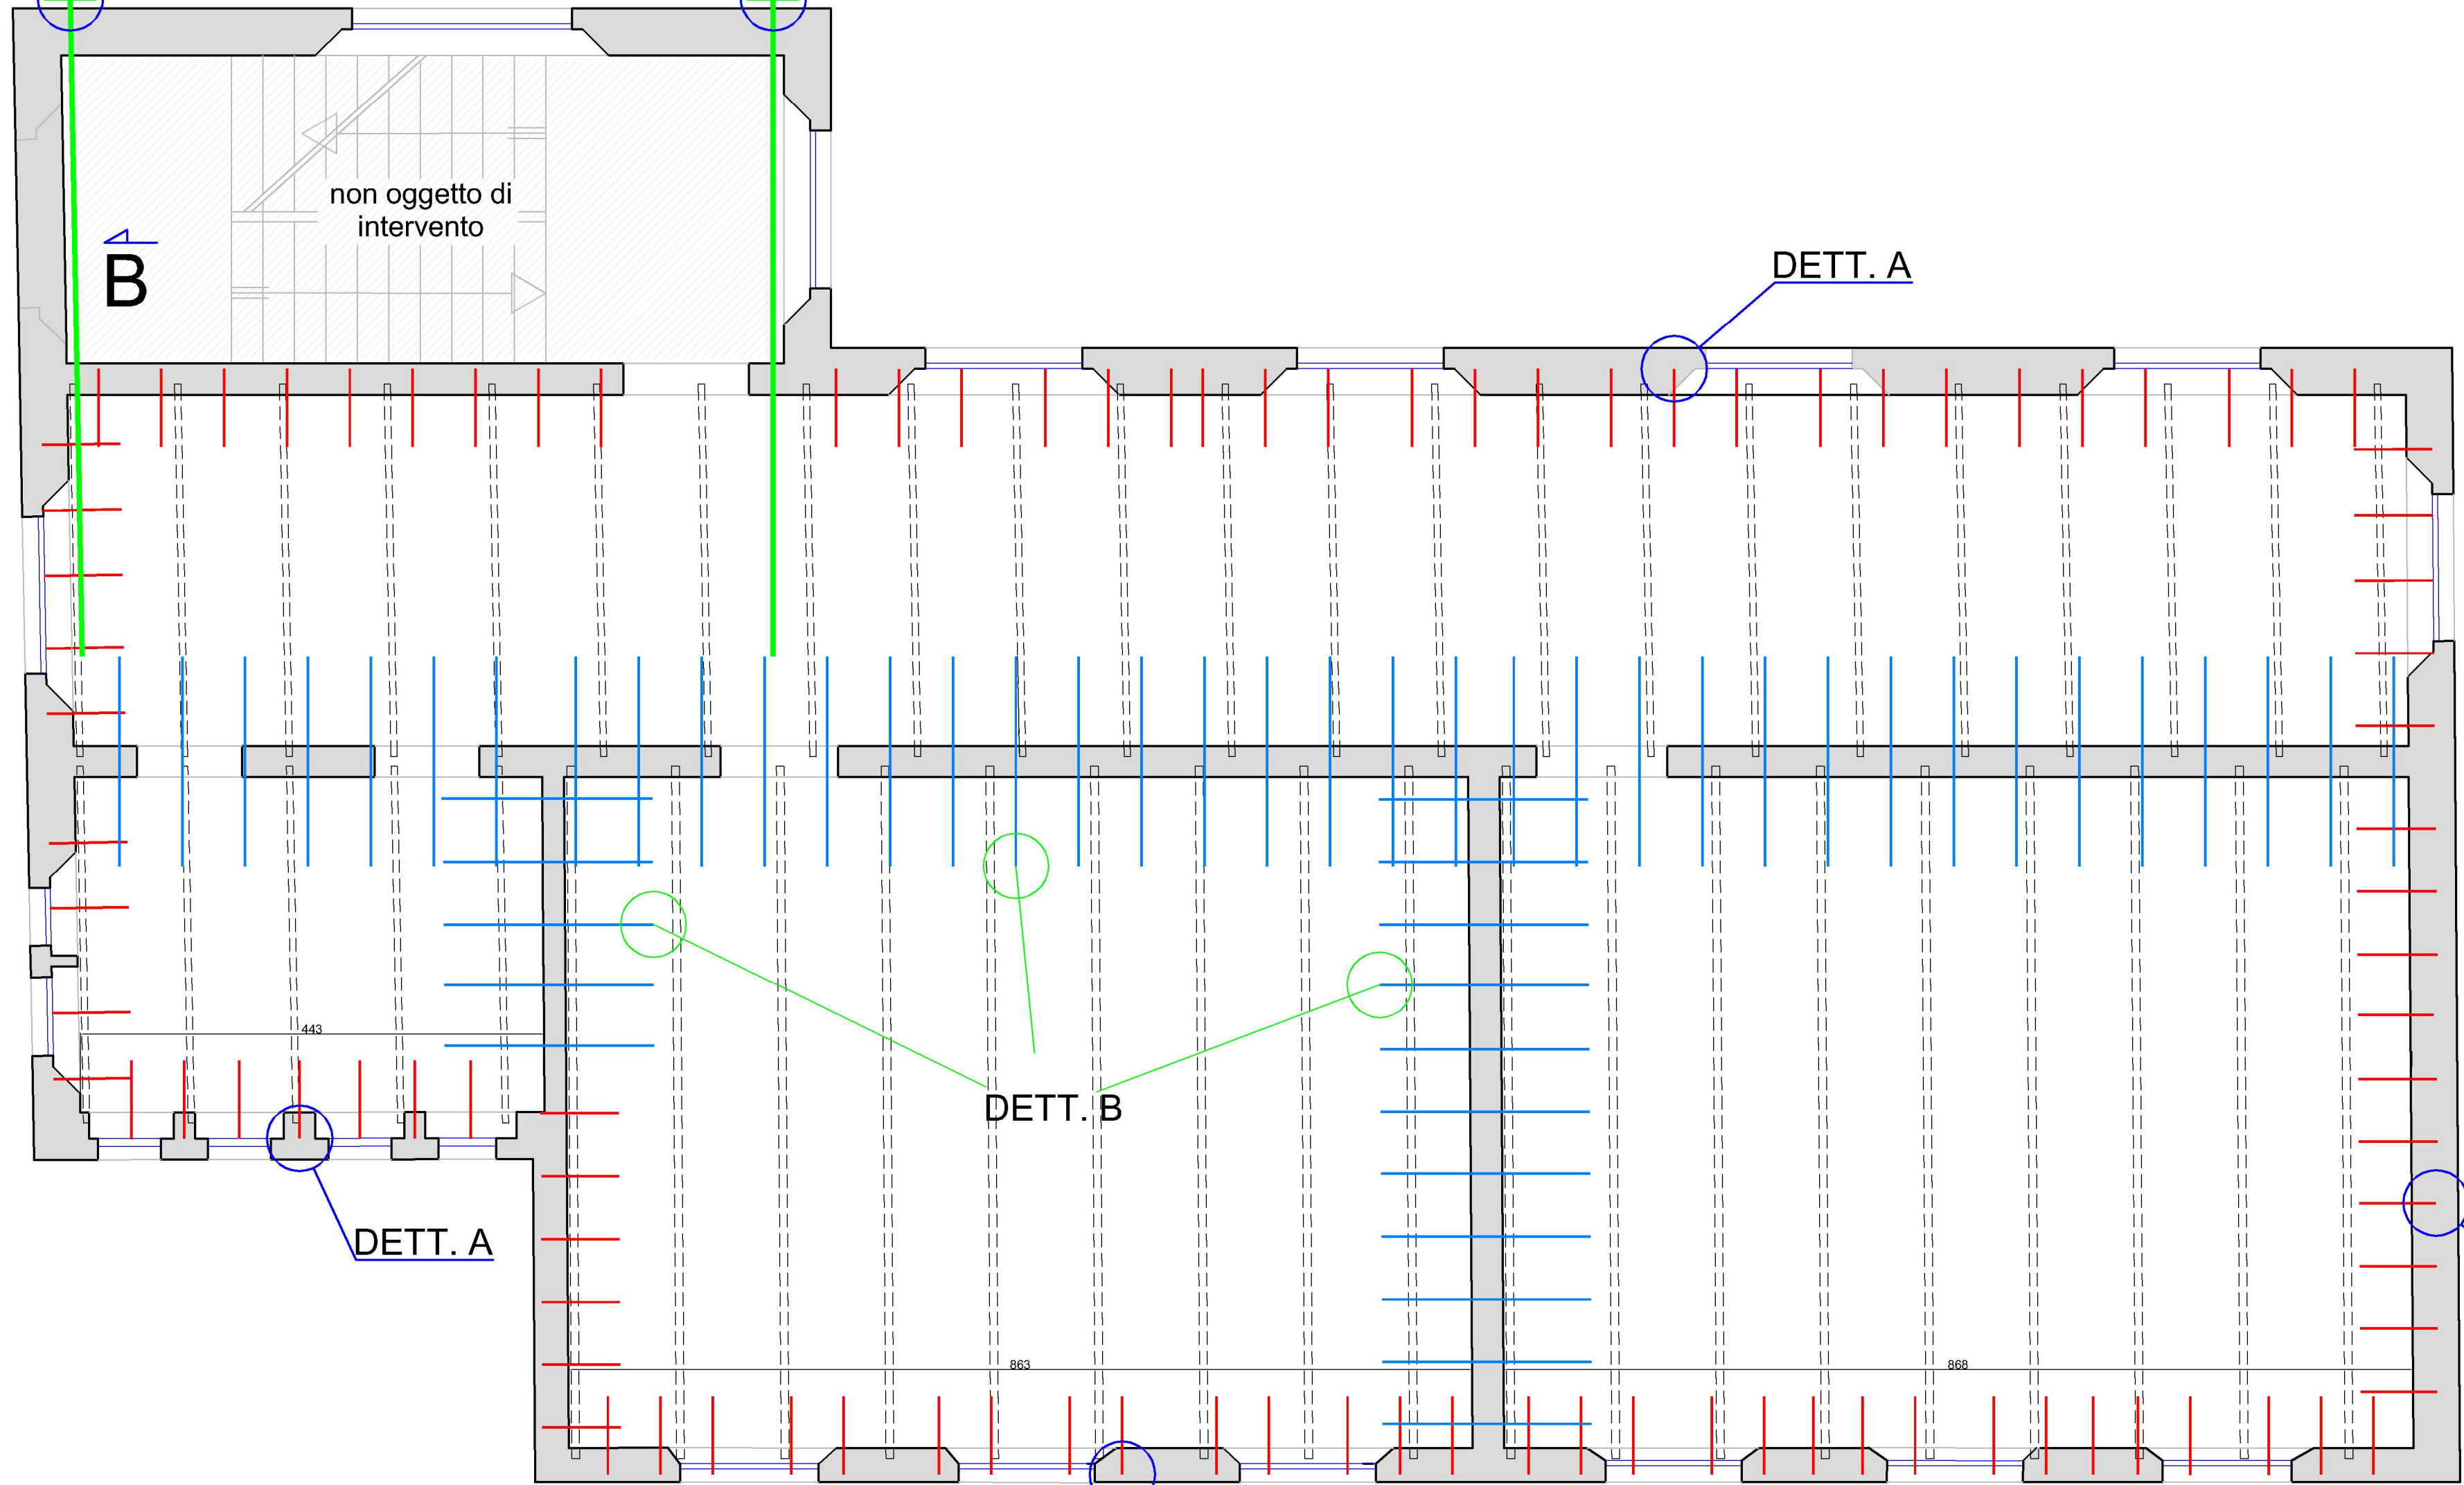 non oggetto di
intervento
B
DETT. A
443
DETT. B
DETT. A
863
868